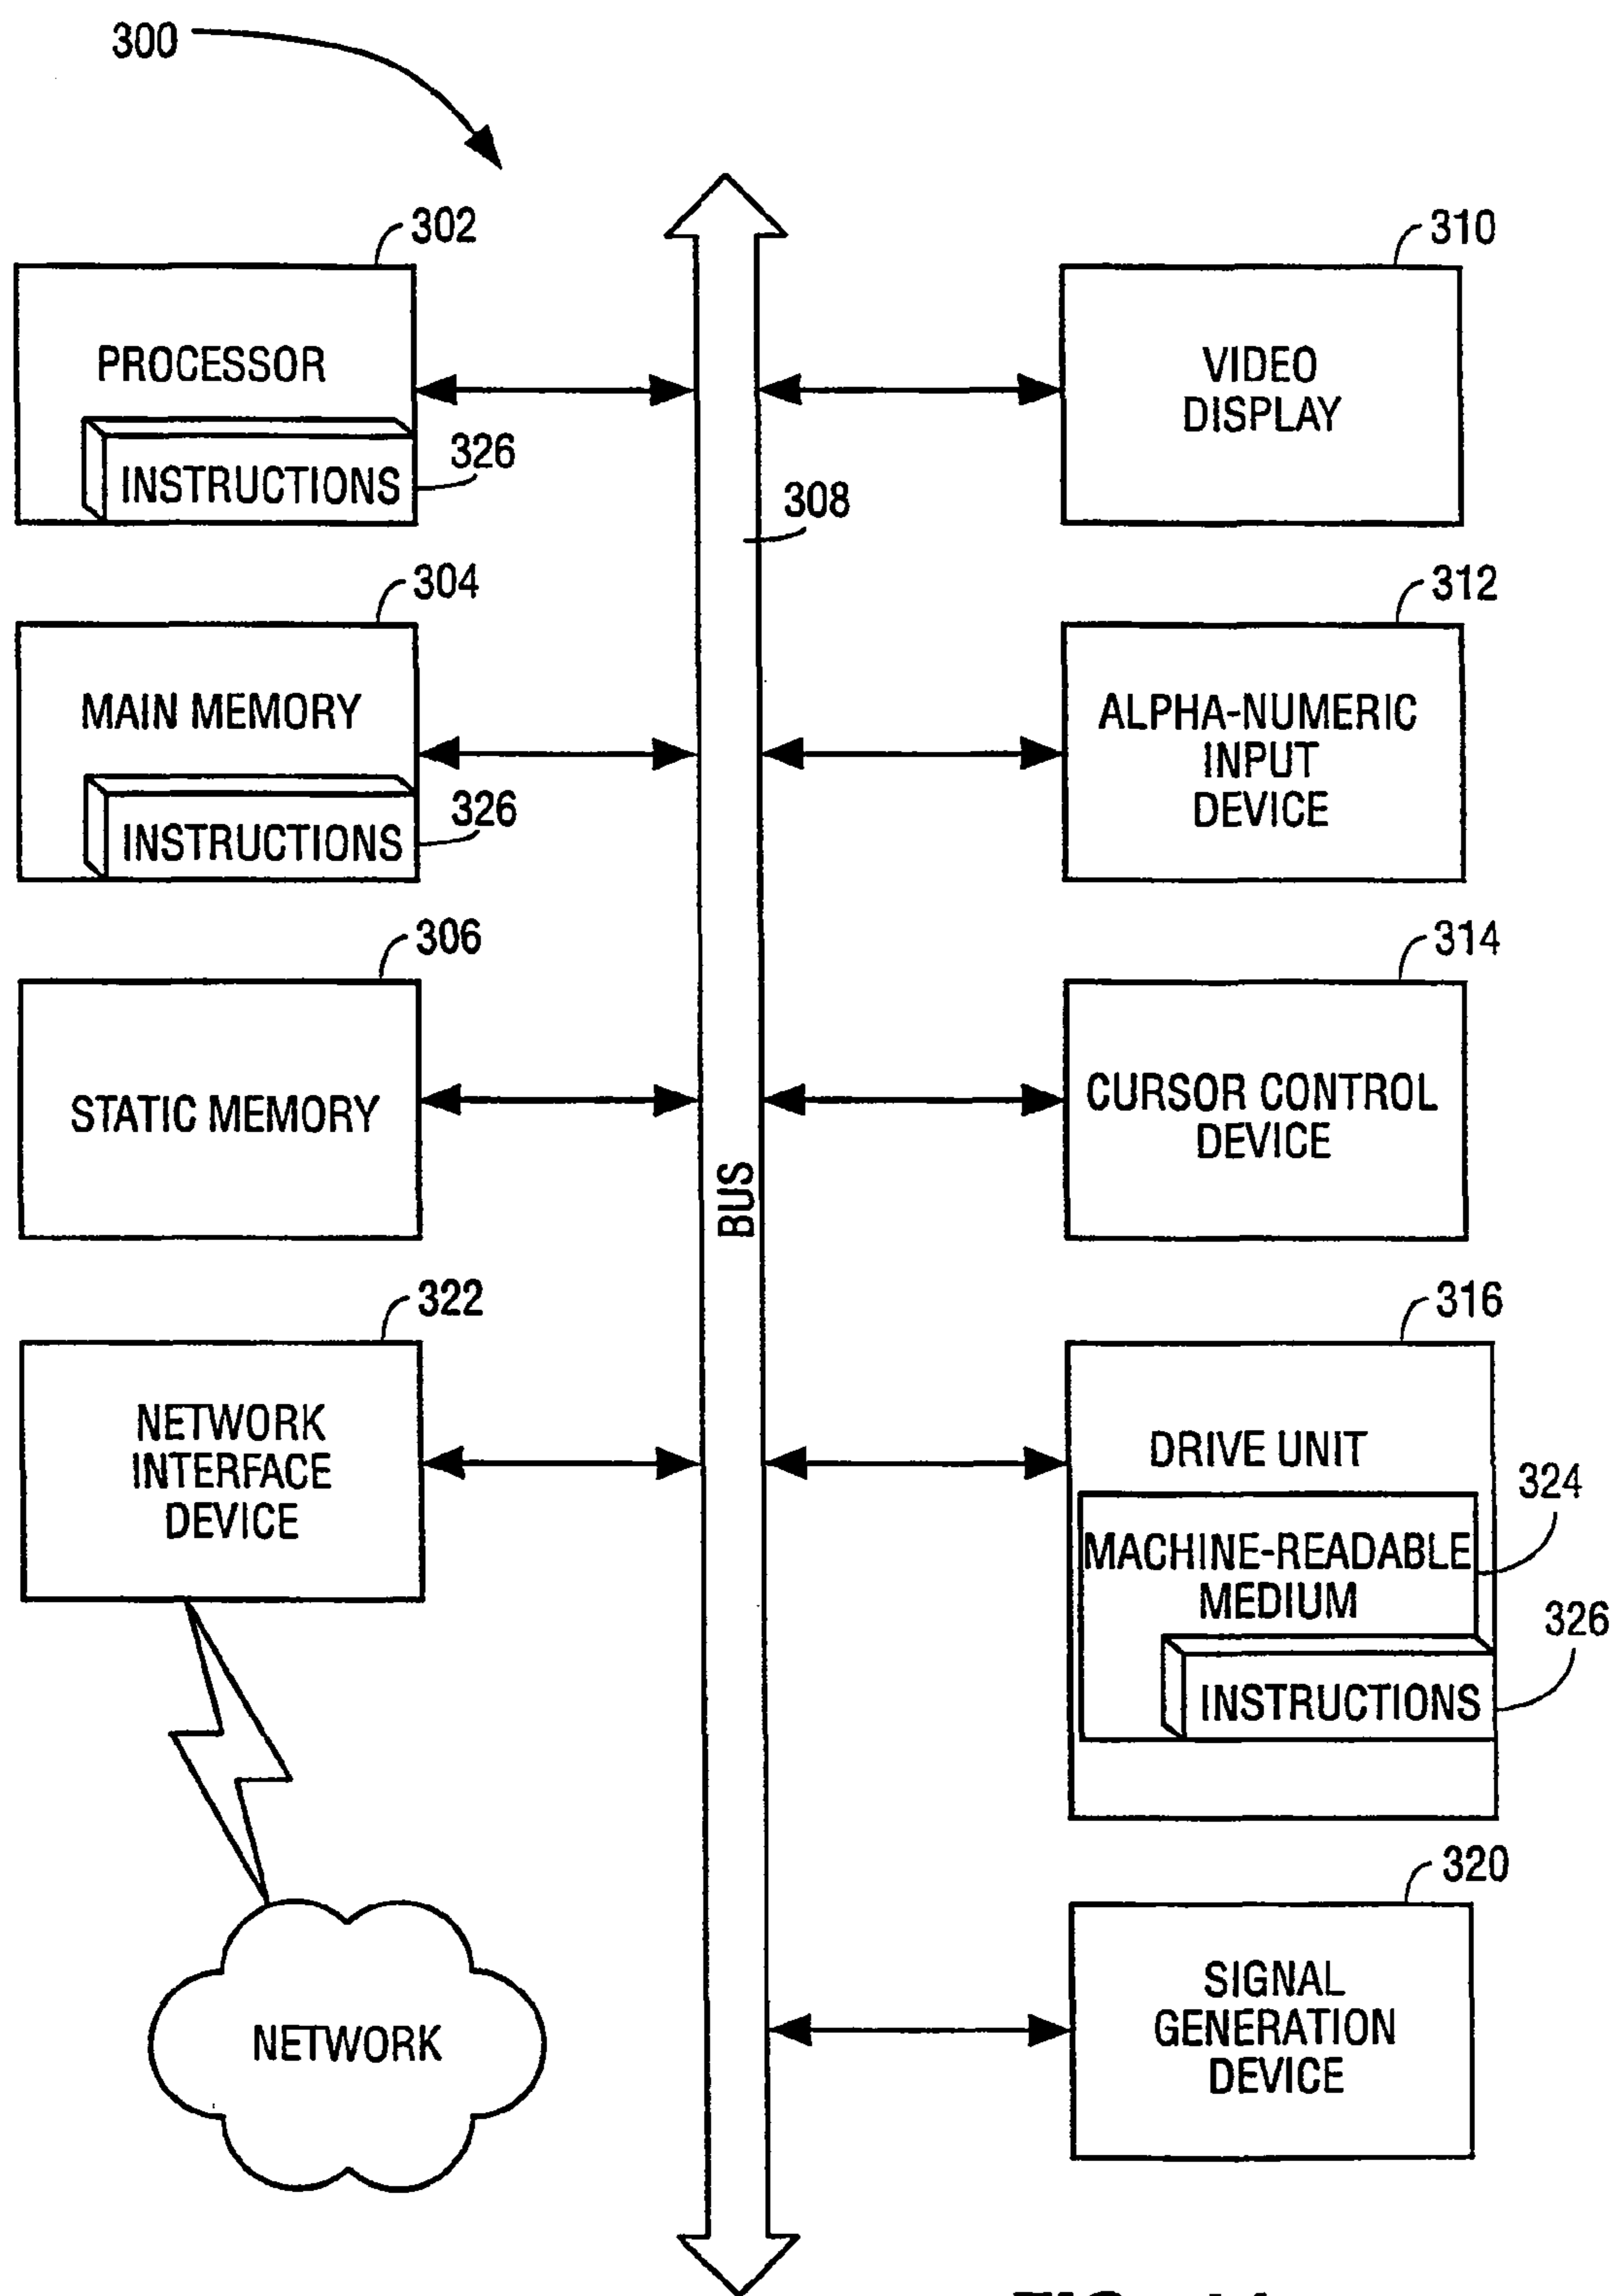 300
302
PROCESSOR
INSTRUCTIONS
326
304
MAIN MEMORY
INSTRUCTIONS
326
306
STATIC MEMORY
322
NETWORK
INTERFACE
DEVICE
NETWORK
308
BUS
310
VIDEO
DISPLAY
312
ALPHA-NUMERIC
INPUT
DEVICE
314
CURSOR CONTROL
DEVICE
316
DRIVE UNIT
324
MACHINE-READABLE
MEDIUM
326
INSTRUCTIONS
320
SIGNAL
GENERATION
DEVICE